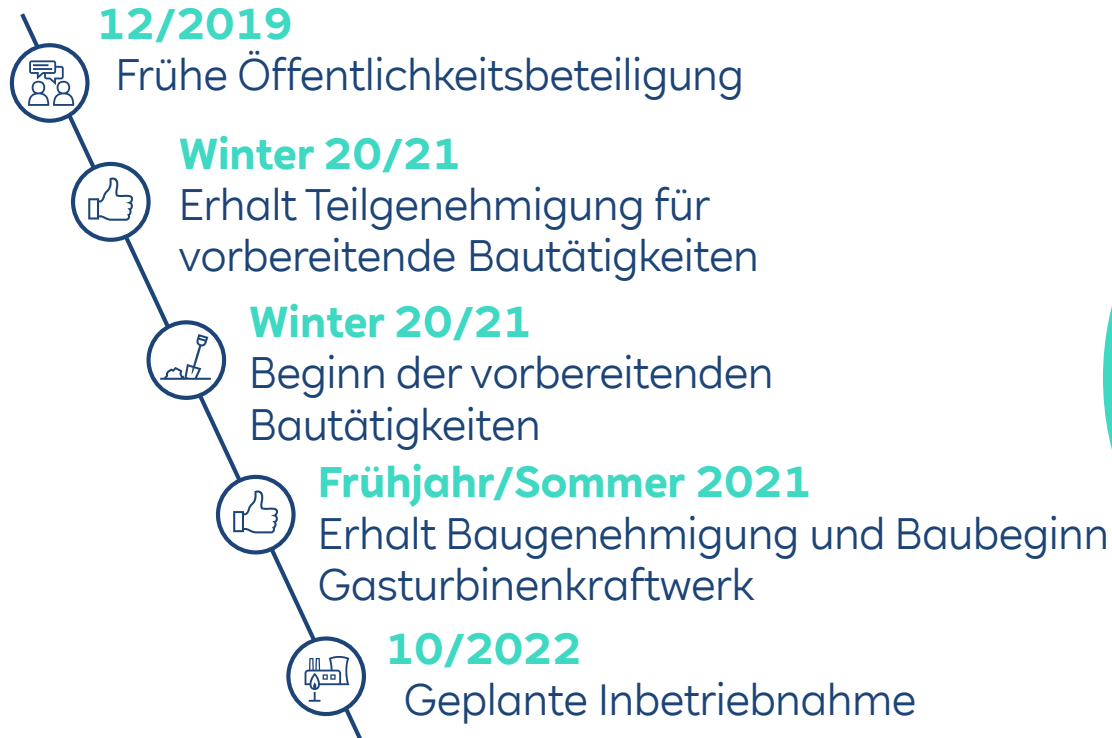 12/2019
Frühe Öffentlichkeitsbeteiligung
Winter 20/21
Erhalt Teilgenehmigung für
vorbereitende Bautätigkeiten
Winter 20/21
Beginn der vorbereitenden
Bautätigkeiten
Frühjahr/Sommer 2021
Erhalt Baugenehmigung und Baubeginn
Gasturbinenkraftwerk
10/2022
Geplante Inbetriebnahme